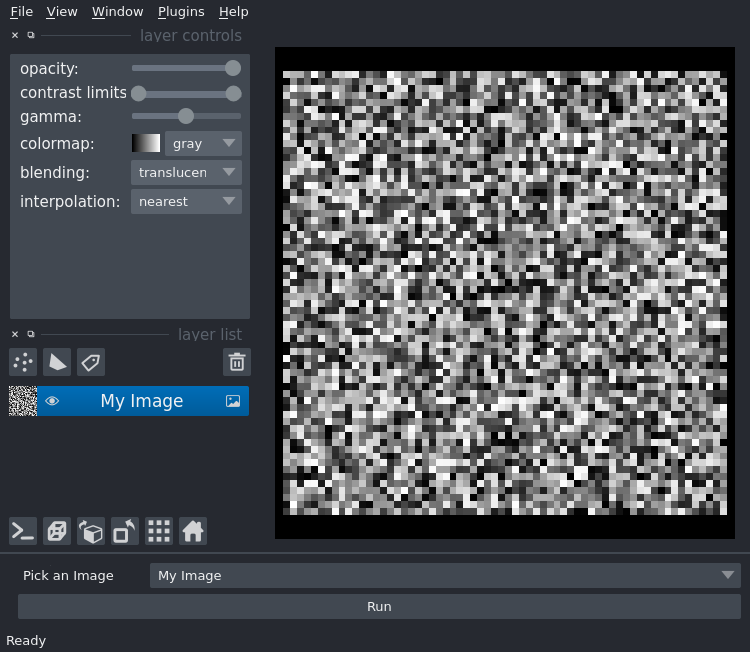 File View Window Plugins Help
layer controls
opacity:
contrast limits
gamma:
colormap: gray
blending: translucen
interpolation: nearest
layer list
My Image
Pick an Image My Image
Run
Ready